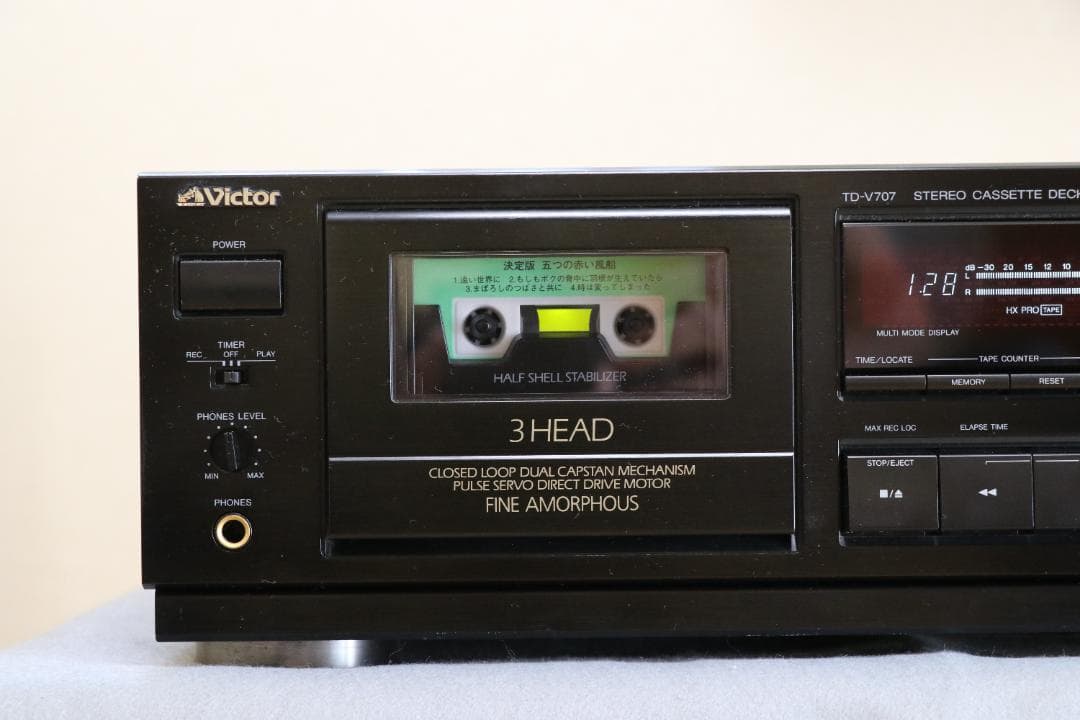 Victor
TD-V707 STEREO CASSETTE DECK
POWER
TIMER
REC OFF PLAY
PHONES LEVEL
MIN MAX
PHONES
決定版 五つの赤い風船
1.遠い世界に 2.もしもボクの背中に羽根が生えていたら
3.まぼろしのつばさと共に 4.時は変ってしまった
HALF SHELL STABILIZER
3 HEAD
CLOSED LOOP DUAL CAPSTAN MECHANISM
PULSE SERVO DIRECT DRIVE MOTOR
FINE AMORPHOUS
1.28
dB -30 20 15 12 10
L
R
HX PRO TAPE
MULTI MODE DISPLAY
TIME/LOCATE TAPE COUNTER
MEMORY RESET
MAX REC LOC ELAPSE TIME
STOP/EJECT